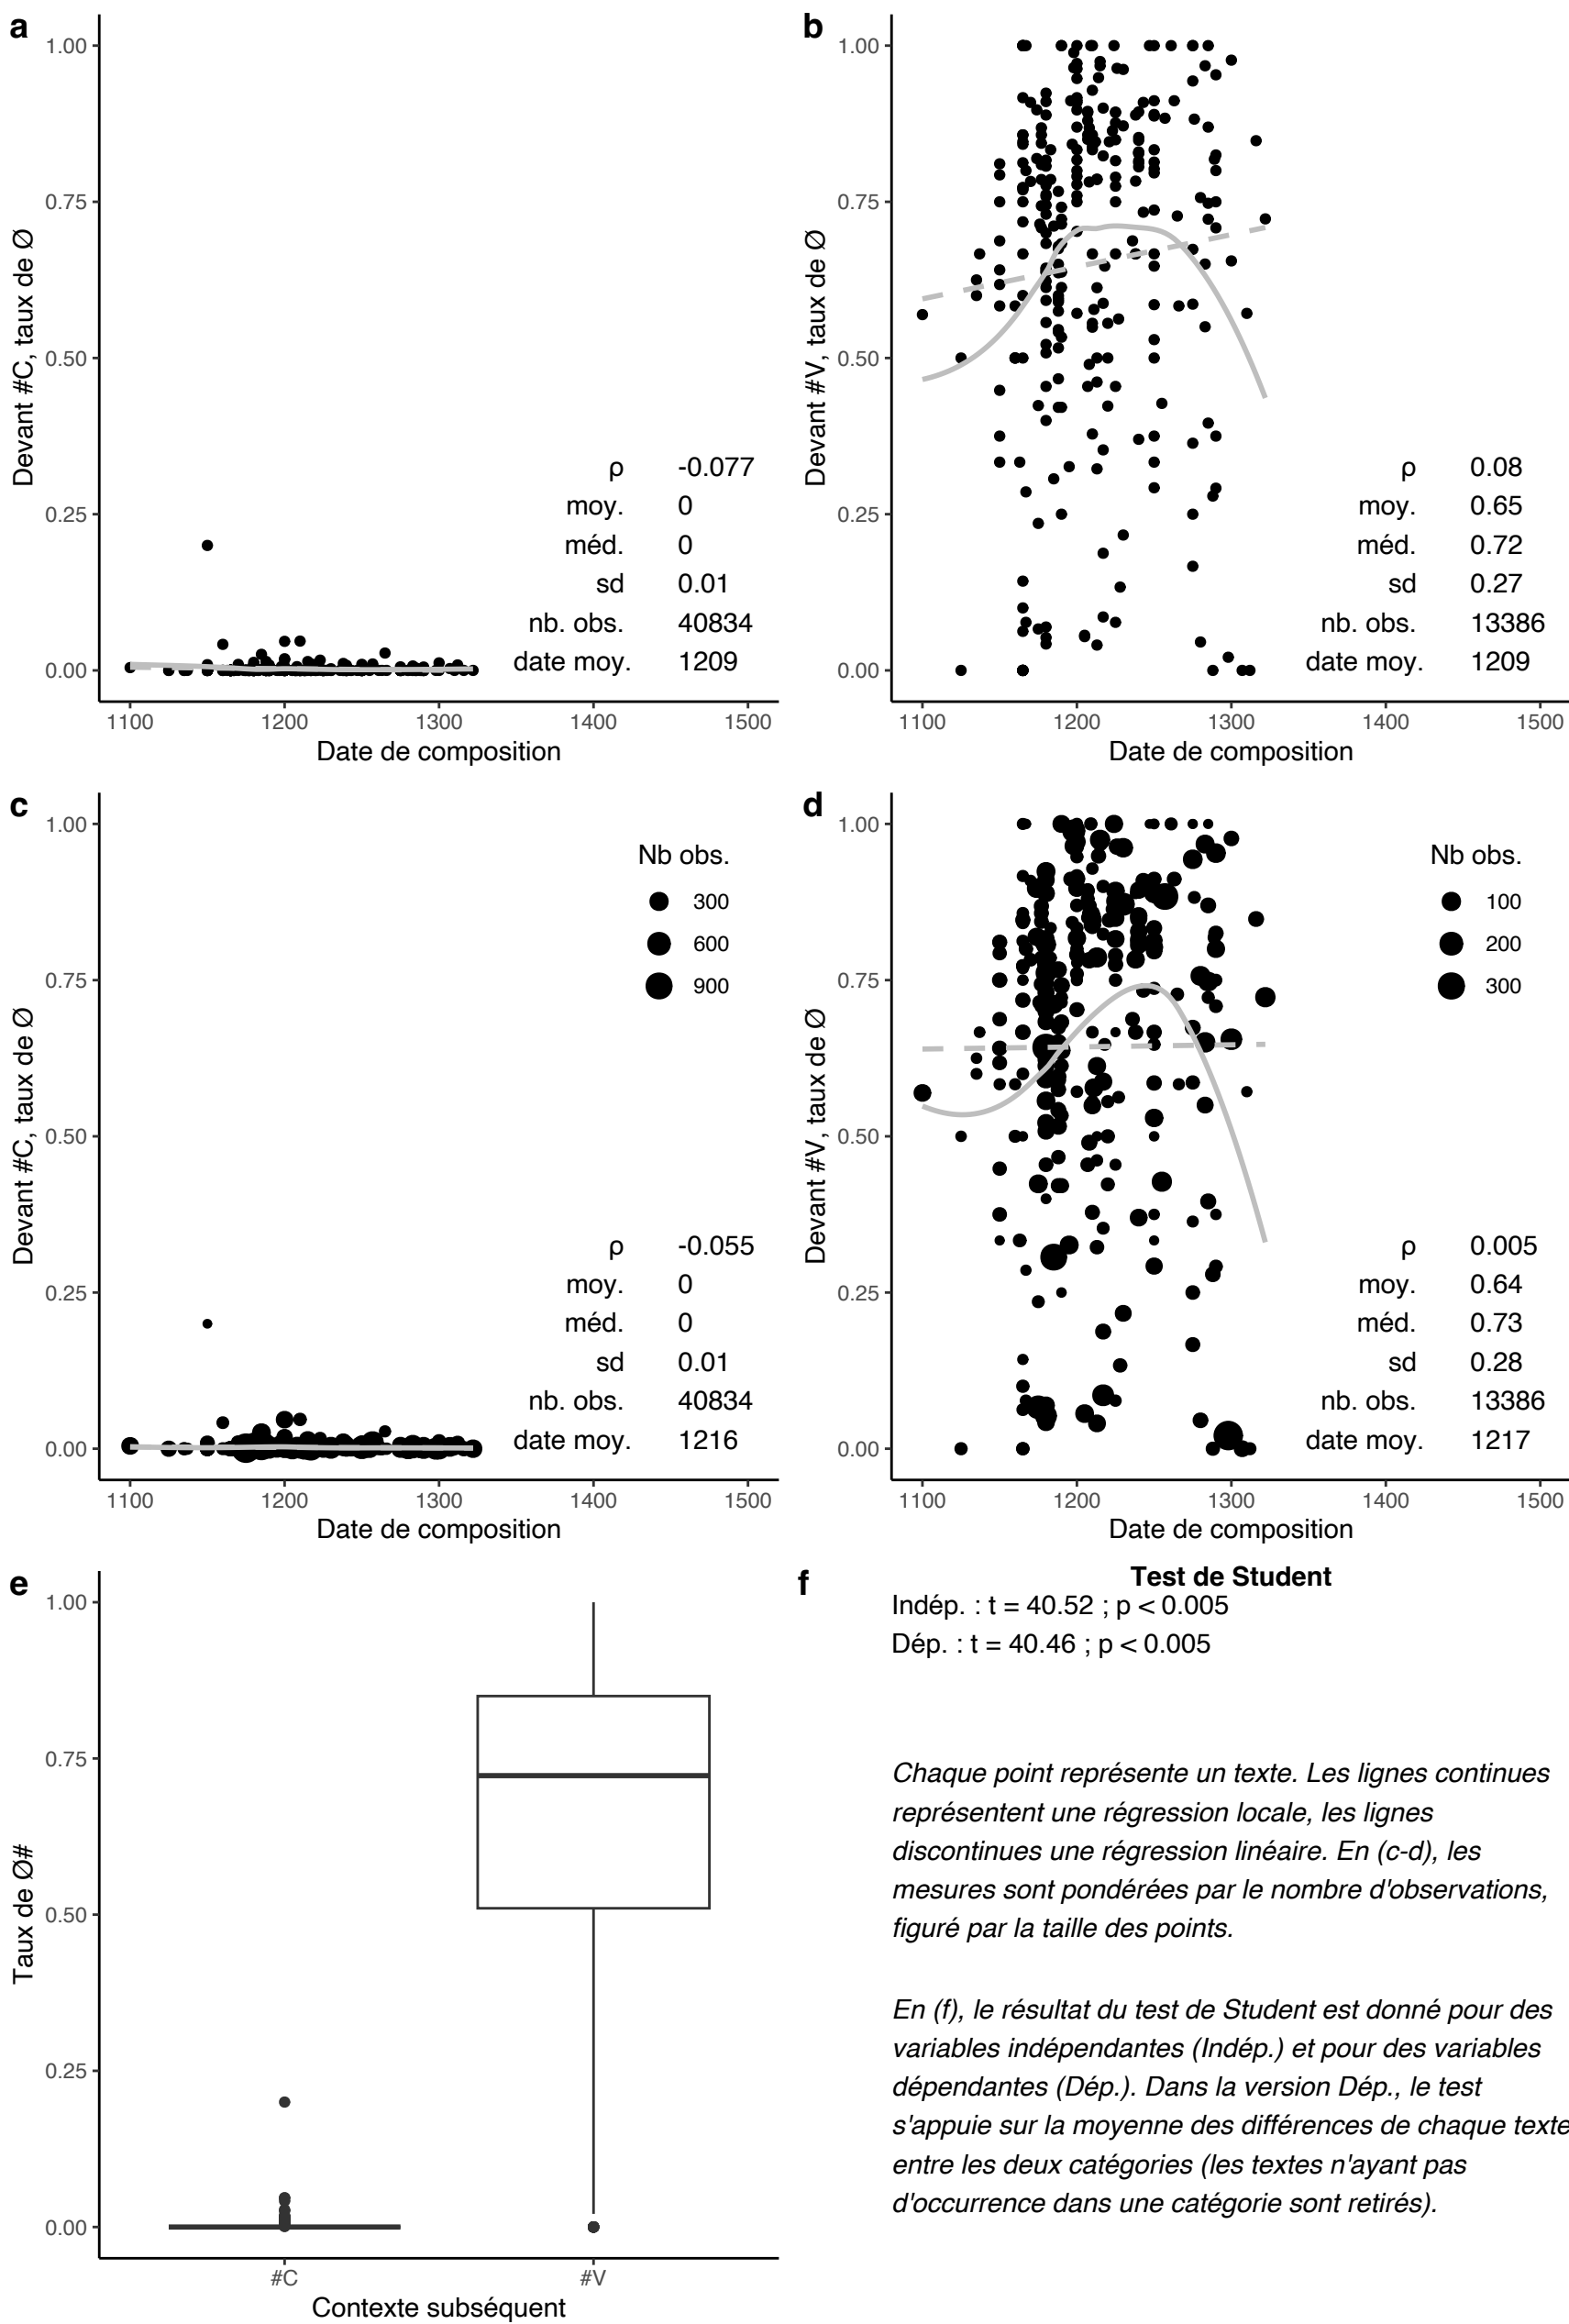 a
Devant #C, taux de Ø
1.00
0.75
0.50
0.25
0.00
ρ -0.077
moy. 0
méd. 0
sd 0.01
nb. obs. 40834
date moy. 1209
1100 1200 1300 1400 1500
Date de composition
b
Devant #V, taux de Ø
1.00
0.75
0.50
0.25
0.00
ρ 0.08
moy. 0.65
méd. 0.72
sd 0.27
nb. obs. 13386
date moy. 1209
1100 1200 1300 1400 1500
Date de composition
c
Devant #C, taux de Ø
1.00
0.75
0.50
0.25
0.00
Nb obs.
300
600
900
ρ -0.055
moy. 0
méd. 0
sd 0.01
nb. obs. 40834
date moy. 1216
1100 1200 1300 1400 1500
Date de composition
d
Devant #V, taux de Ø
1.00
0.75
0.50
0.25
0.00
Nb obs.
100
200
300
ρ 0.005
moy. 0.64
méd. 0.73
sd 0.28
nb. obs. 13386
date moy. 1217
1100 1200 1300 1400 1500
Date de composition
e
Taux de Ø#
1.00
0.75
0.50
0.25
0.00
#C #V
Contexte subséquent
f
Test de Student
Indép. : t = 40.52 ; p < 0.005
Dép. : t = 40.46 ; p < 0.005
Chaque point représente un texte. Les lignes continues
représentent une régression locale, les lignes
discontinues une régression linéaire. En (c-d), les
mesures sont pondérées par le nombre d'observations,
figuré par la taille des points.
En (f), le résultat du test de Student est donné pour des
variables indépendantes (Indép.) et pour des variables
dépendantes (Dép.). Dans la version Dép., le test
s'appuie sur la moyenne des différences de chaque texte
entre les deux catégories (les textes n'ayant pas
d'occurrence dans une catégorie sont retirés).